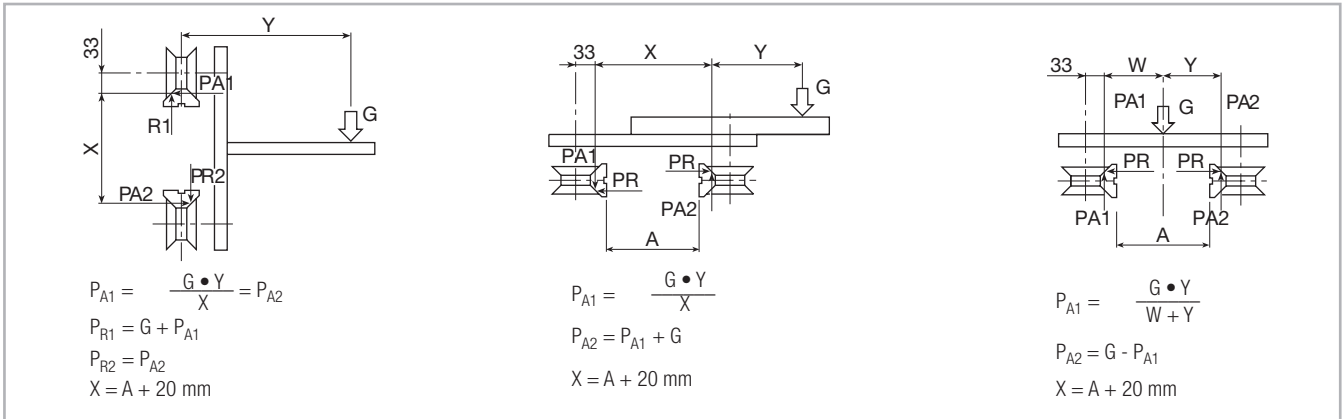 Y
33
PA1
G
R1
X
PR2
PA2
P_A1 = G • Y / X = P_A2
P_R1 = G + P_A1
P_R2 = P_A2
X = A + 20 mm
33 X Y
G
PA1
PR PR
PA2
A
P_A1 = G • Y / X
P_A2 = P_A1 + G
X = A + 20 mm
33 W Y
PA1 G PA2
PR PR
PA1 PA2
A
P_A1 = G • Y / W + Y
P_A2 = G - P_A1
X = A + 20 mm